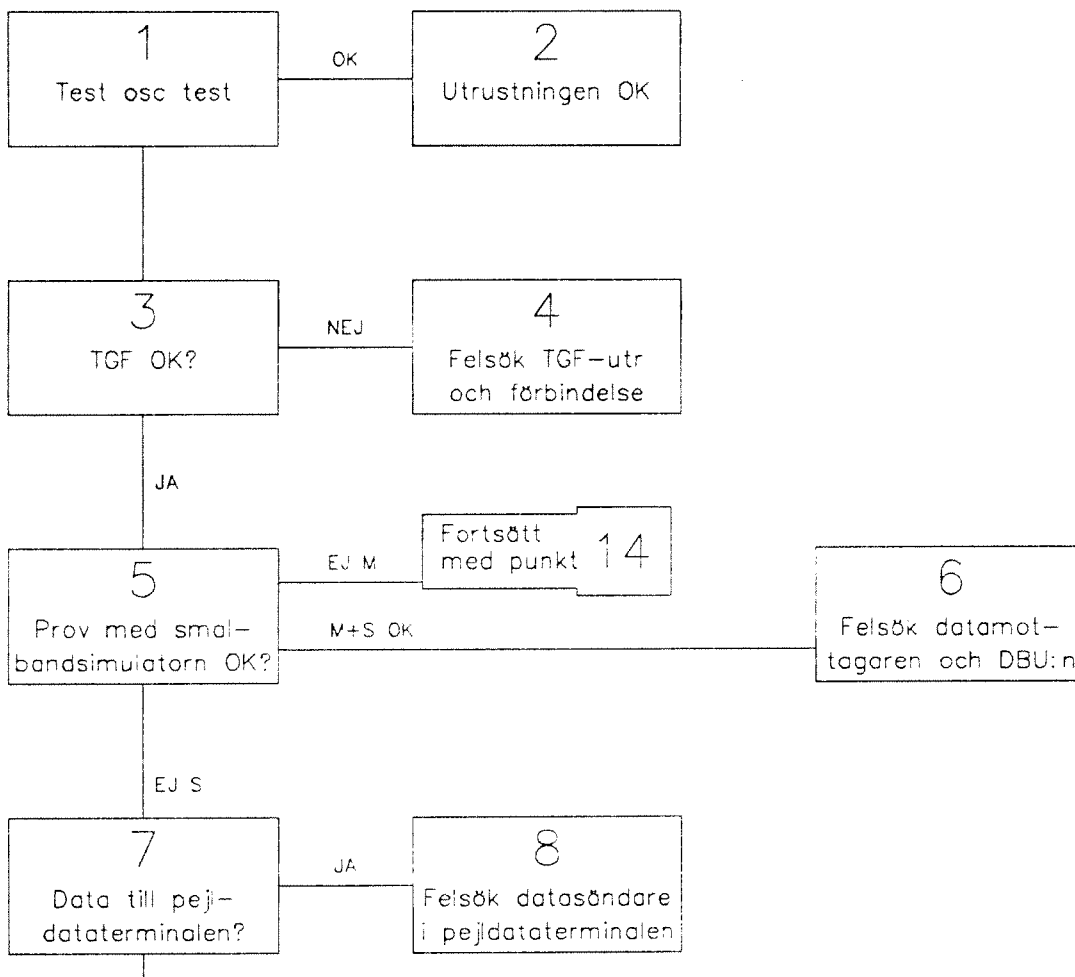 1
Test osc test
OK
2
Utrustningen OK
3
TGF OK?
NEJ
4
Felsök TGF-utr
och förbindelse
JA
5
Prov med smal-
bandsimulatorn OK?
EJ M
Fortsätt
med punkt 14
M+S OK
6
Felsök datamot-
tagaren och DBU:n
EJ S
7
Data till pejl-
dataterminalen?
JA
8
Felsök datasändare
i pejldataterminalen